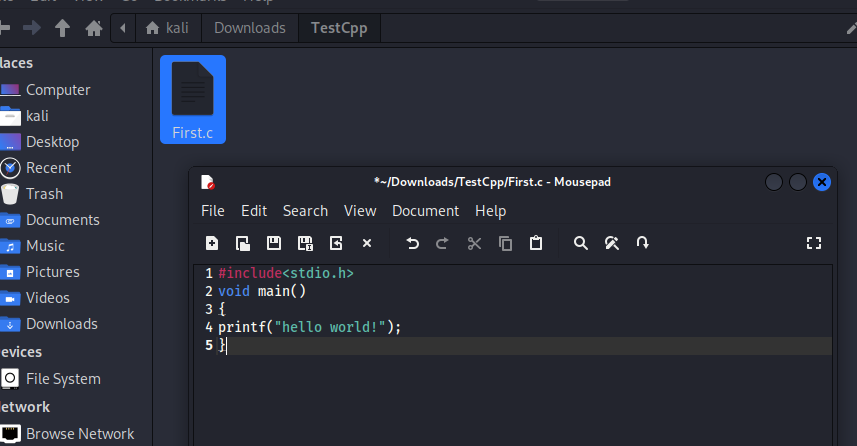 Help
kali Downloads TestCpp
laces
Computer
kali
Desktop
Recent
Trash
Documents
Music
Pictures
Videos
Downloads
evices
File System
etwork
Browse Network
First.c
*~/Downloads/TestCpp/First.c - Mousepad
File Edit Search View Document Help
1 #include<stdio.h>
2 void main()
3 {
4 printf("hello world!");
5 }